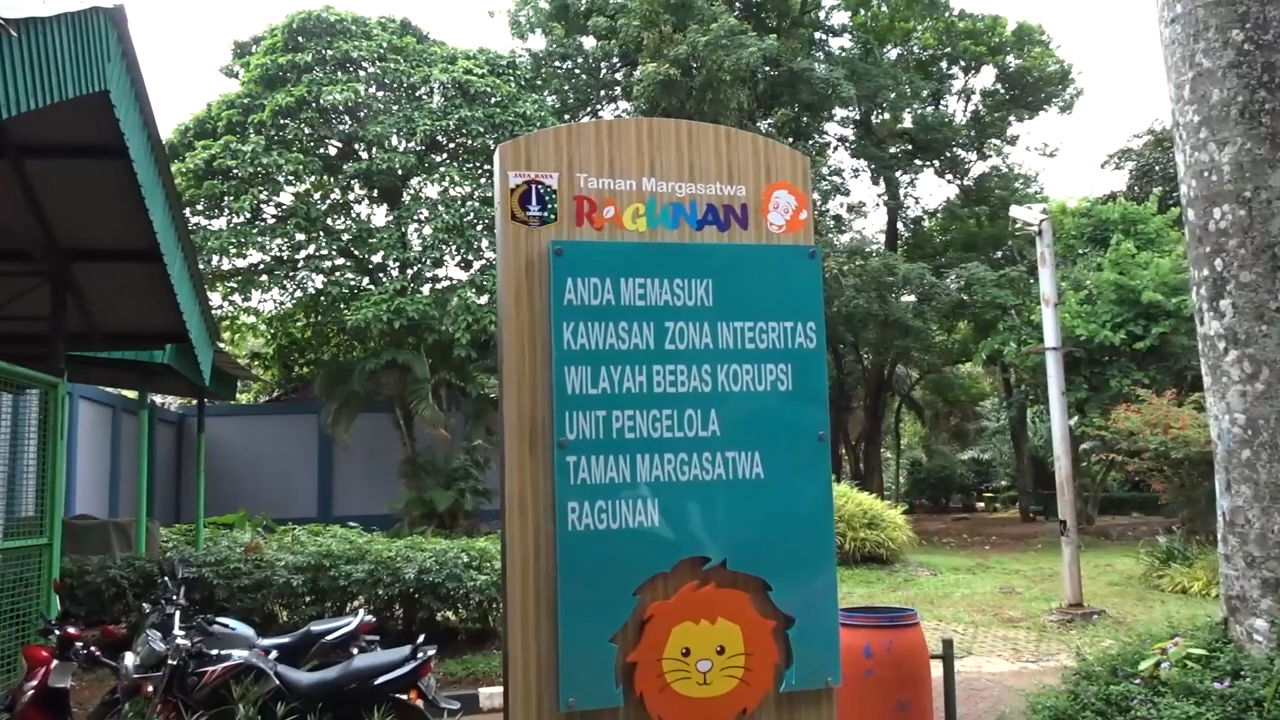 JAYA RAYA
Taman Margasatwa
RAGUNAN
ANDA MEMASUKI
KAWASAN ZONA INTEGRITAS
WILAYAH BEBAS KORUPSI
UNIT PENGELOLA
TAMAN MARGASATWA
RAGUNAN